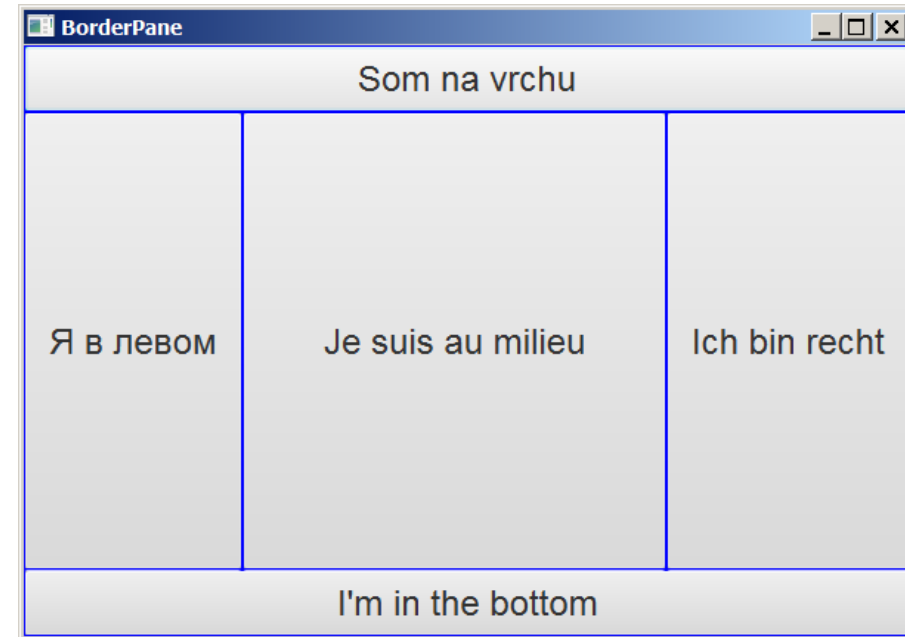 BorderPane
Som na vrchu
Я в левом
Je suis au milieu
Ich bin recht
I'm in the bottom